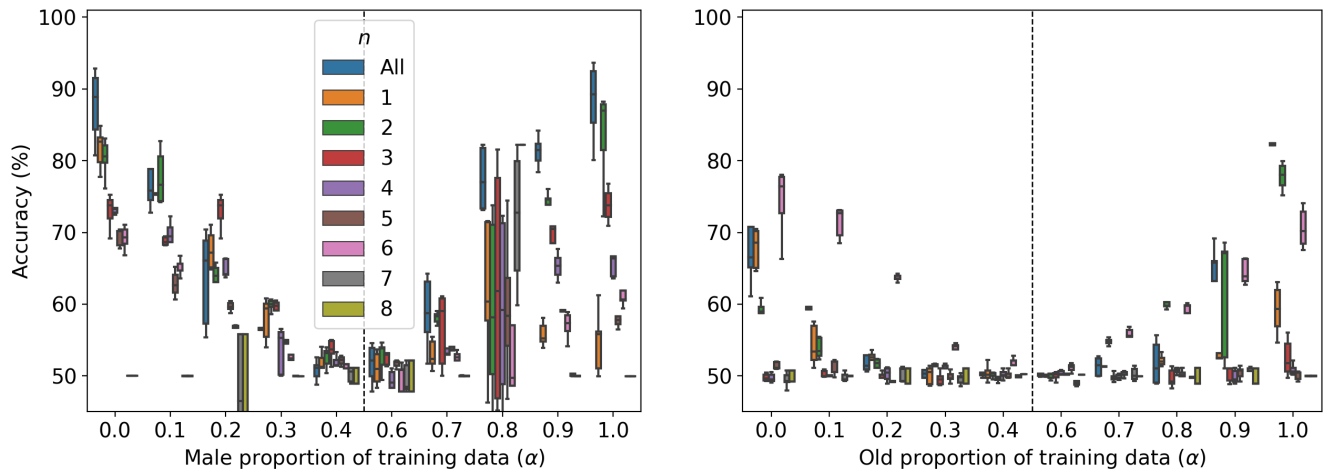 100
90
80
70
60
50
Accuracy (%)
n
All
1
2
3
4
5
6
7
8
0.0 0.1 0.2 0.3 0.4 0.6 0.7 0.8 0.9 1.0
Male proportion of training data (α)
100
90
80
70
60
50
0.0 0.1 0.2 0.3 0.4 0.6 0.7 0.8 0.9 1.0
Old proportion of training data (α)